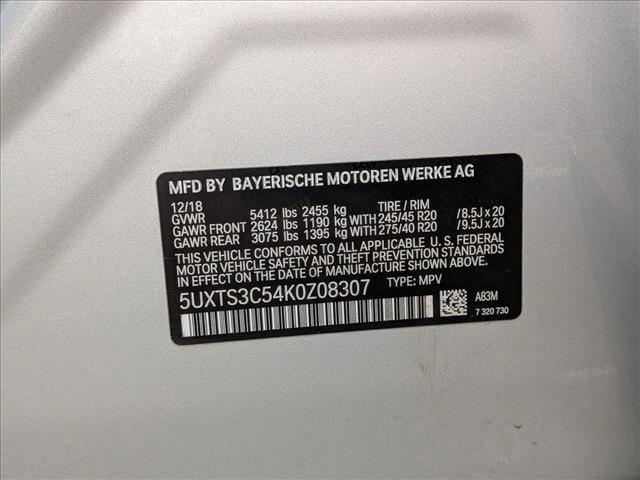 MFD BY BAYERISCHE MOTOREN WERKE AG
12/18 TIRE / RIM
GVWR 5412 lbs 2455 kg
GAWR FRONT 2624 lbs 1190 kg WITH 245/45 R20 /8.5J x 20
GAWR REAR 3075 lbs 1395 kg WITH 275/40 R20 /9.5J x 20
THIS VEHICLE CONFORMS TO ALL APPLICABLE U. S. FEDERAL
MOTOR VEHICLE SAFETY AND THEFT PREVENTION STANDARDS
IN EFFECT ON THE DATE OF MANUFACTURE SHOWN ABOVE.
5UXTS3C54K0Z08307 TYPE: MPV
A83M
7 320 730